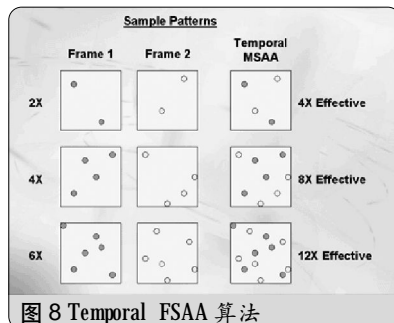 Sample Patterns
Frame 1 Frame 2 Temporal MSAA
2X 4X Effective
4X 8X Effective
6X 12X Effective
图 8 Temporal FSAA 算法